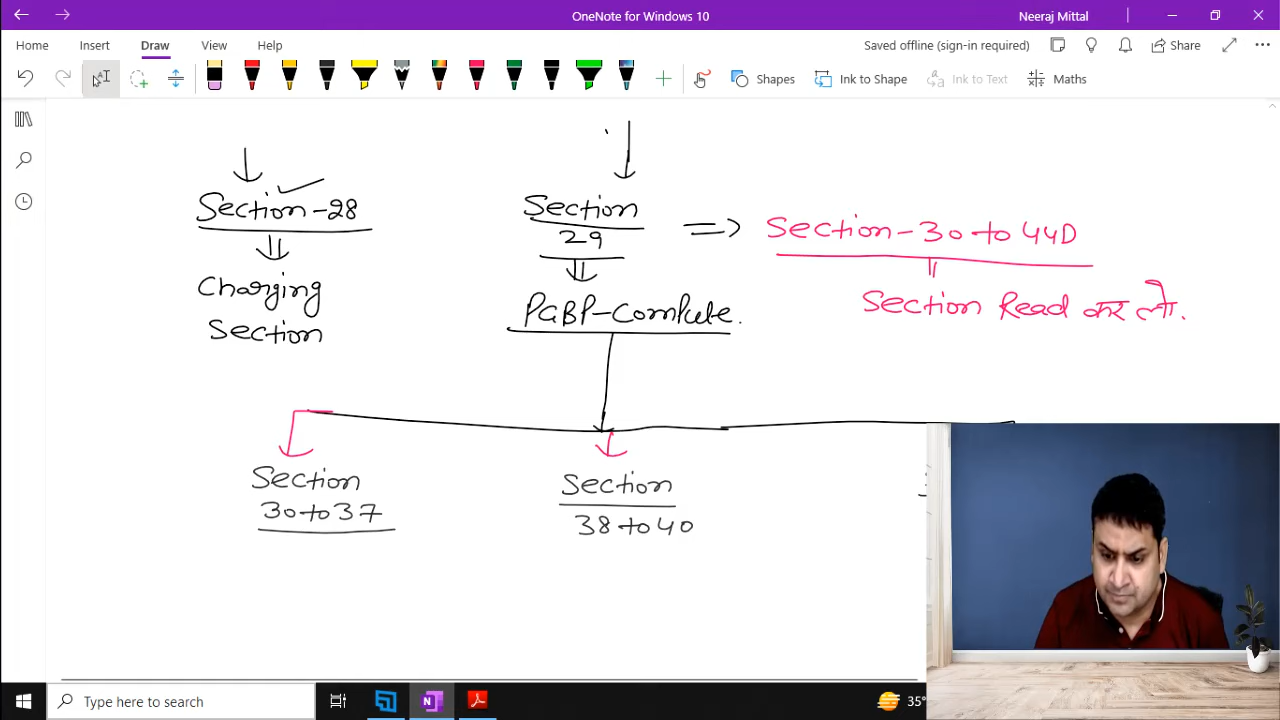 OneNote for Windows 10
Neeraj Mittal
Home
Insert
Draw
View
Help
Saved offline (sign-in required)
Share
Shapes
Ink to Shape
Ink to Text
Maths
Section-28
Charging
Section
Section
29
PGBP-Compute.
Section-30 to 44D
Section Read कर लो.
Section
30 to 37
Section
38 to 40
Type here to search
35°